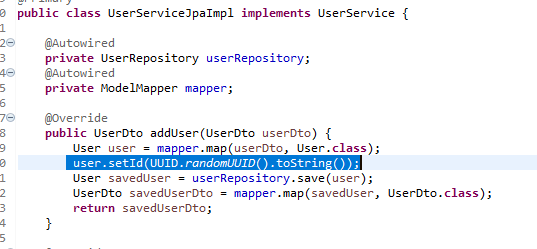 public class UserServiceJpaImpl implements UserService {
@Autowired
private UserRepository userRepository;
@Autowired
private ModelMapper mapper;
@Override
public UserDto addUser(UserDto userDto) {
User user = mapper.map(userDto, User.class);
user.setId(UUID.randomUUID().toString());
User savedUser = userRepository.save(user);
UserDto savedUserDto = mapper.map(savedUser, UserDto.class);
return savedUserDto;
}